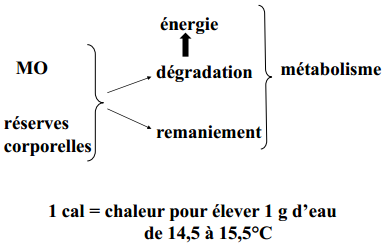 énergie
MO
dégradation
métabolisme
réserves
corporelles
remaniement
1 cal = chaleur pour élever 1 g d’eau
de 14,5 à 15,5°C